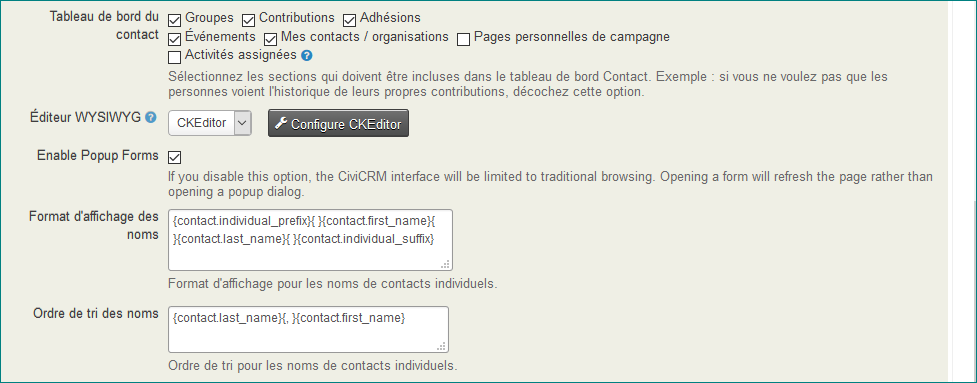 Tableau de bord du contact
Groupes Contributions Adhésions
Événements Mes contacts / organisations Pages personnelles de campagne
Activités assignées ?
Sélectionnez les sections qui doivent être incluses dans le tableau de bord Contact. Exemple : si vous ne voulez pas que les
personnes voient l'historique de leurs propres contributions, décochez cette option.
Éditeur WYSIWYG ? CKEditor Configure CKEditor
Enable Popup Forms
If you disable this option, the CiviCRM interface will be limited to traditional browsing. Opening a form will refresh the page rather than
opening a popup dialog.
Format d'affichage des
noms
{contact.individual_prefix}{ }{contact.first_name}{
}{contact.last_name}{ }{contact.individual_suffix}
Format d'affichage pour les noms de contacts individuels.
Ordre de tri des noms
{contact.last_name}{, }{contact.first_name}
Ordre de tri pour les noms de contacts individuels.